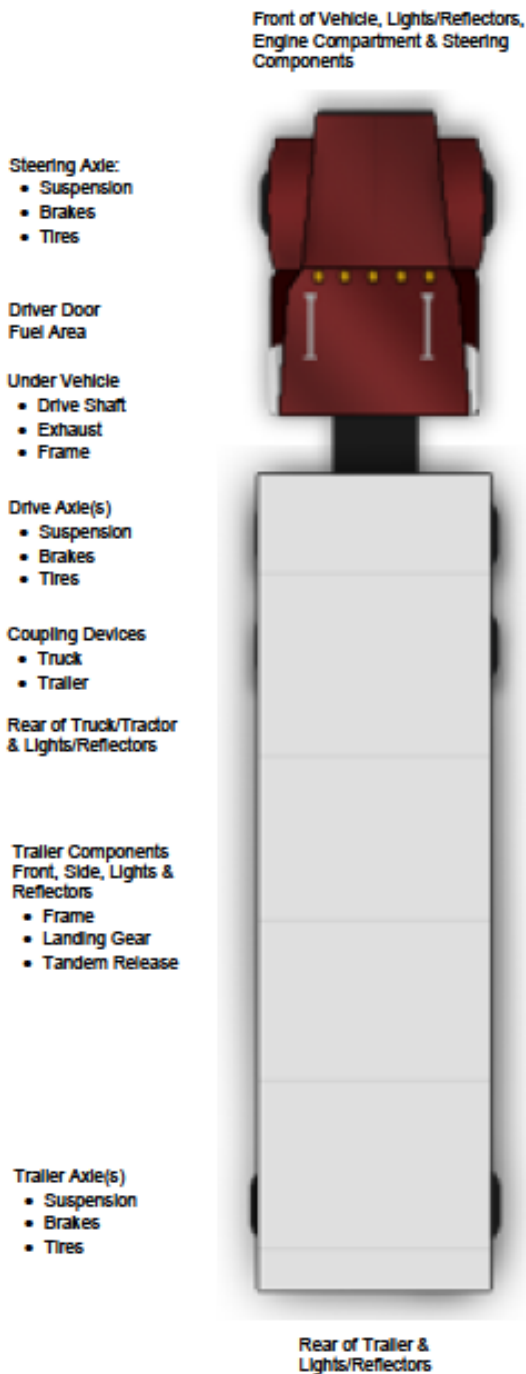 Front of Vehicle, Lights/Reflectors,
Engine Compartment & Steering
Components
Steering Axle:
• Suspension
• Brakes
• Tires
Driver Door
Fuel Area
Under Vehicle
• Drive Shaft
• Exhaust
• Frame
Drive Axle(s)
• Suspension
• Brakes
• Tires
Coupling Devices
• Truck
• Trailer
Rear of Truck/Tractor
& Lights/Reflectors
Trailer Components
Front, Side, Lights &
Reflectors
• Frame
• Landing Gear
• Tandem Release
Trailer Axle(s)
• Suspension
• Brakes
• Tires
Rear of Trailer &
Lights/Reflectors